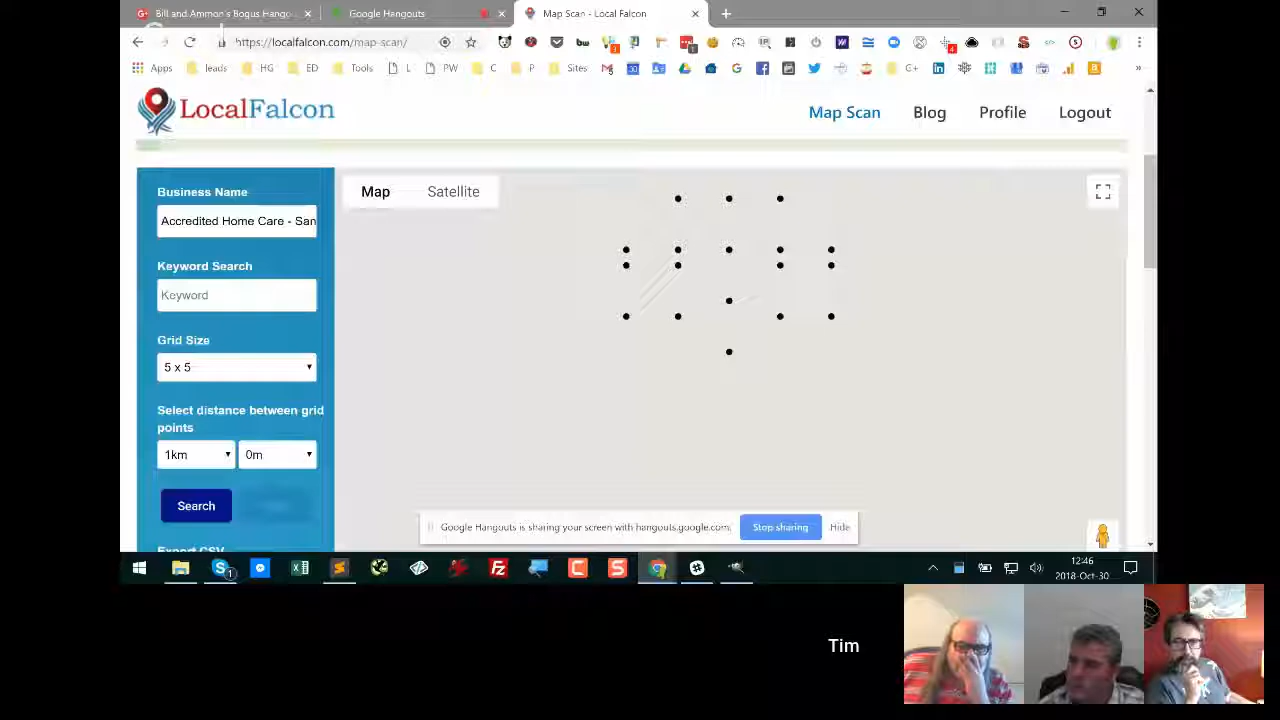 Bill and Ammon's Bogus Hango
Google Hangouts
Map Scan - Local Falcon
https://localfalcon.com/map-scan/
Apps
leads
HG
ED
Tools
L
PW
C
P
Sites
G+
LocalFalcon
Map Scan
Blog
Profile
Logout
Business Name
Accredited Home Care - San
Map
Satellite
Keyword Search
Keyword
Grid Size
5 x 5
Select distance between grid
points
1km
0m
Search
Export CSV
Google Hangouts is sharing your screen with hangouts.google.com.
Stop sharing
Hide
12:46
2018-Oct-30
Tim